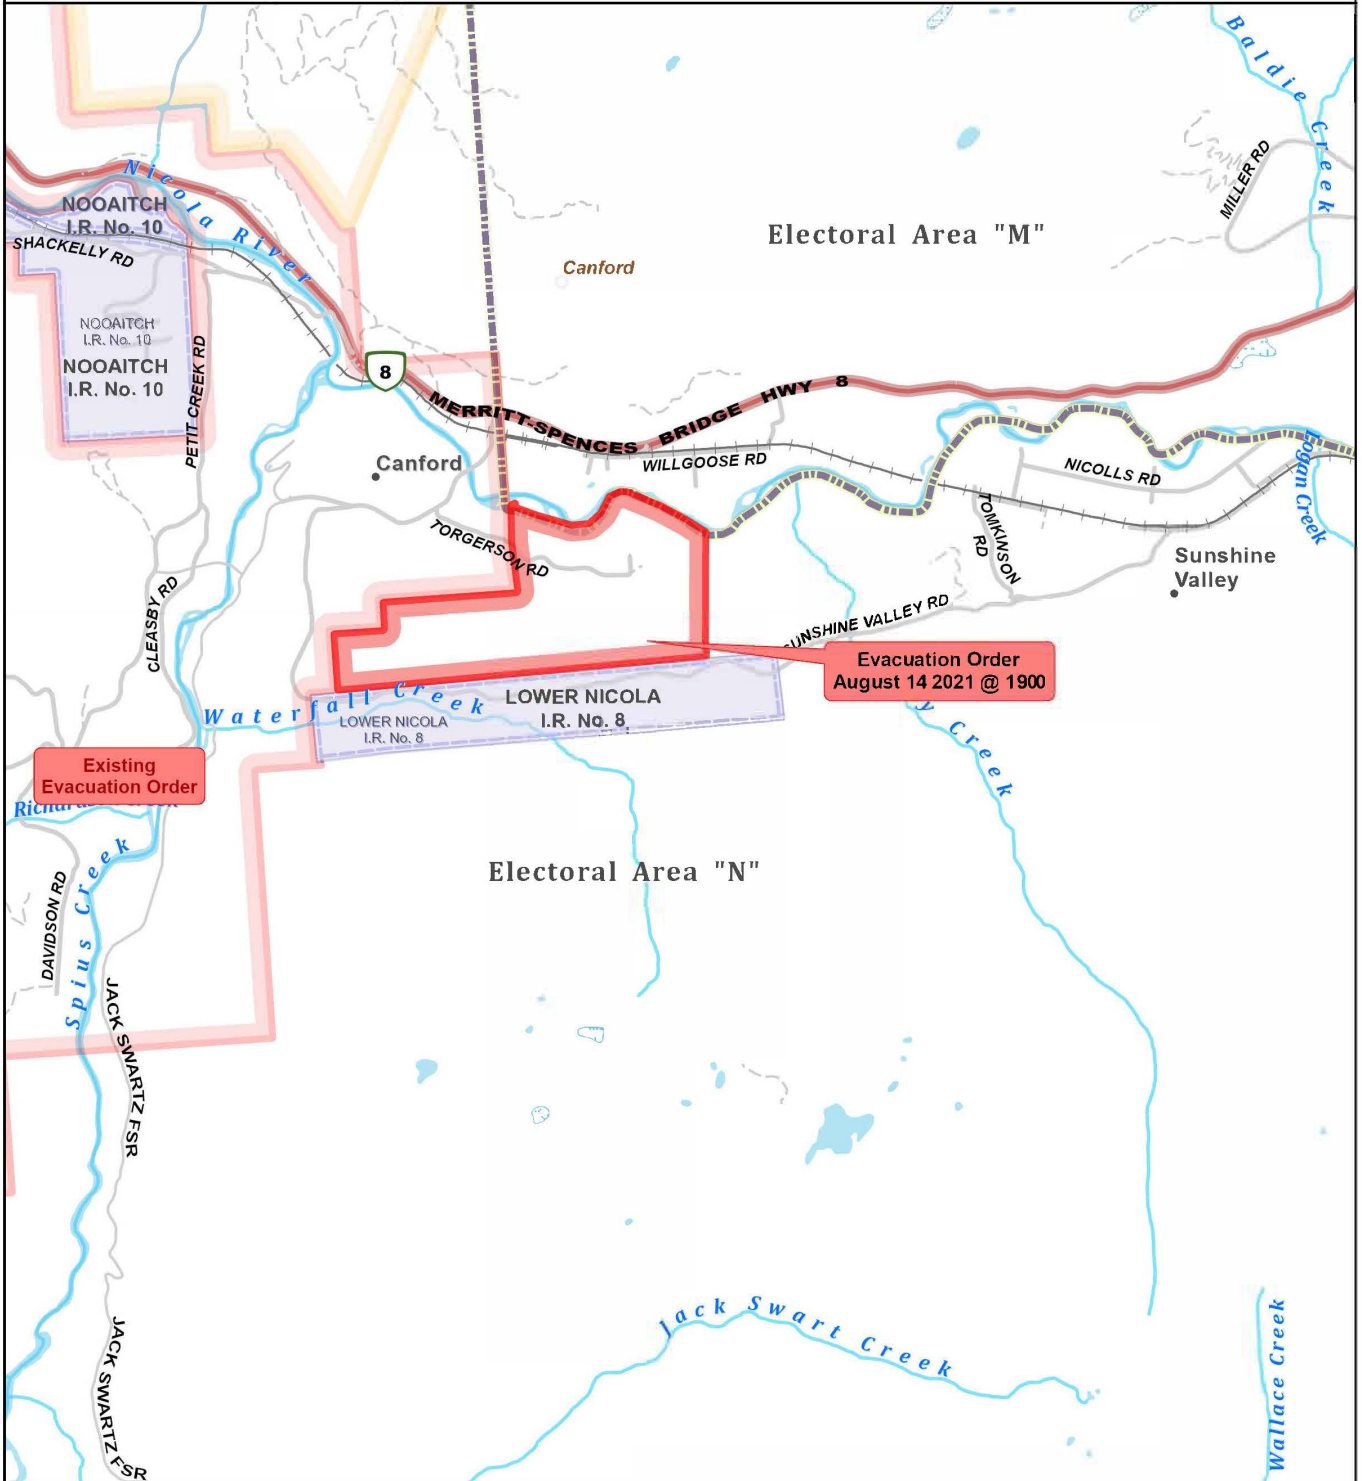 Baldie Creek
MILLER RD
Nicola River
NOOAITCH
I.R. No. 10
SHACKELLY RD
Electoral Area "M"
Canford
NOOAITCH
I.R. No. 10
NOOAITCH
I.R. No. 10
PETIT CREEK RD
8
MERRITT-SPENCES BRIDGE HWY 8
Canford
WILLGOOSE RD
NICOLLS RD
Logan Creek
TORGERSON RD
TOMKINSON
RD
Sunshine
Valley
CLEASBY RD
SUNSHINE VALLEY RD
Evacuation Order
August 14 2021 @ 1900
Waterfall Creek
LOWER NICOLA
I.R. No. 8
LOWER NICOLA
I.R. No. 8
y Creek
Existing
Evacuation Order
Spius Creek
Electoral Area "N"
DAVIDSON RD
JACK SWARTZ FSR
Jack Swart Creek
JACK SWARTZ FSR
Wallace Creek